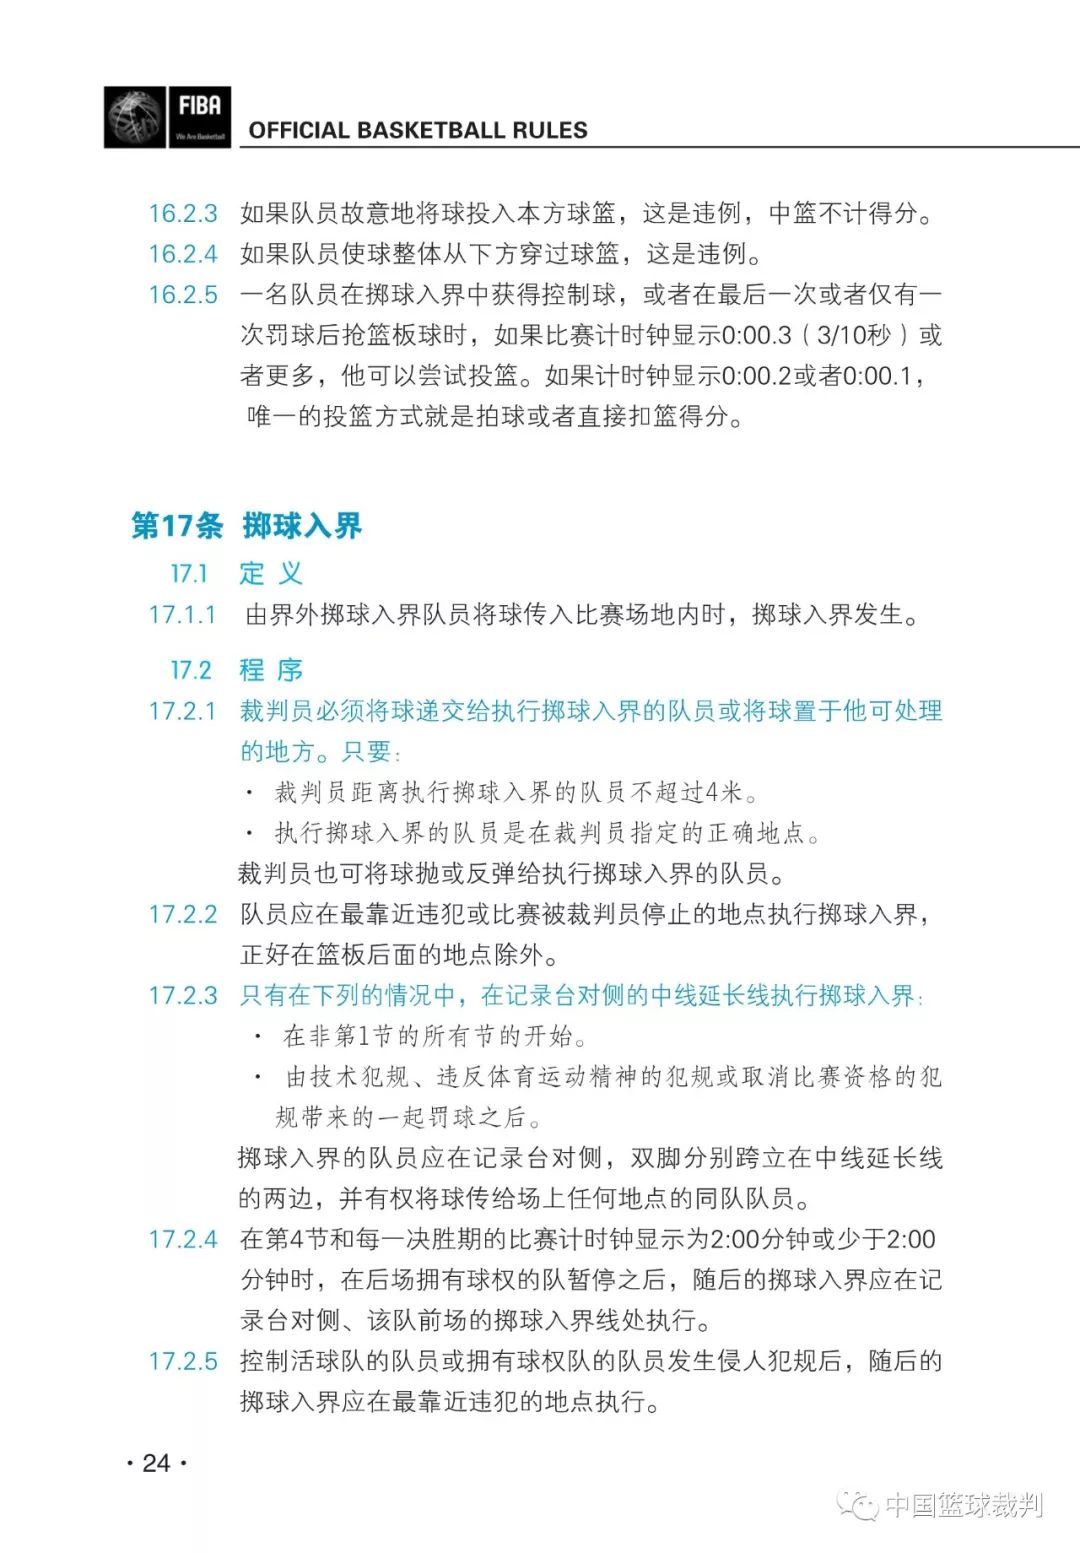 FIBA
We Are Basketball
OFFICIAL BASKETBALL RULES
16.2.3 如果队员故意地将球投入本方球篮，这是违例，中篮不计得分。
16.2.4 如果队员使球整体从下方穿过球篮，这是违例。
16.2.5 一名队员在掷球入界中获得控制球，或者在最后一次或者仅有一
次罚球后抢篮板球时，如果比赛计时钟显示0:00.3（3/10秒）或
者更多，他可以尝试投篮。如果计时钟显示0:00.2或者0:00.1，
唯一的投篮方式就是拍球或者直接扣篮得分。
第17条 掷球入界
17.1 定 义
17.1.1 由界外掷球入界队员将球传入比赛场地内时，掷球入界发生。
17.2 程 序
17.2.1 裁判员必须将球递交给执行掷球入界的队员或将球置于他可处理
的地方。只要：
· 裁判员距离执行掷球入界的队员不超过4米。
· 执行掷球入界的队员是在裁判员指定的正确地点。
裁判员也可将球抛或反弹给执行掷球入界的队员。
17.2.2 队员应在最靠近违犯或比赛被裁判员停止的地点执行掷球入界，
正好在篮板后面的地点除外。
17.2.3 只有在下列的情况中，在记录台对侧的中线延长线执行掷球入界：
· 在非第1节的所有节的开始。
· 由技术犯规、违反体育运动精神的犯规或取消比赛资格的犯
规带来的一起罚球之后。
掷球入界的队员应在记录台对侧，双脚分别跨立在中线延长线
的两边，并有权将球传给场上任何地点的同队队员。
17.2.4 在第4节和每一决胜期的比赛计时钟显示为2:00分钟或少于2:00
分钟时，在后场拥有球权的队暂停之后，随后的掷球入界应在记
录台对侧、该队前场的掷球入界线处执行。
17.2.5 控制活球队的队员或拥有球权队的队员发生侵人犯规后，随后的
掷球入界应在最靠近违犯的地点执行。
· 24 ·
中国篮球裁判